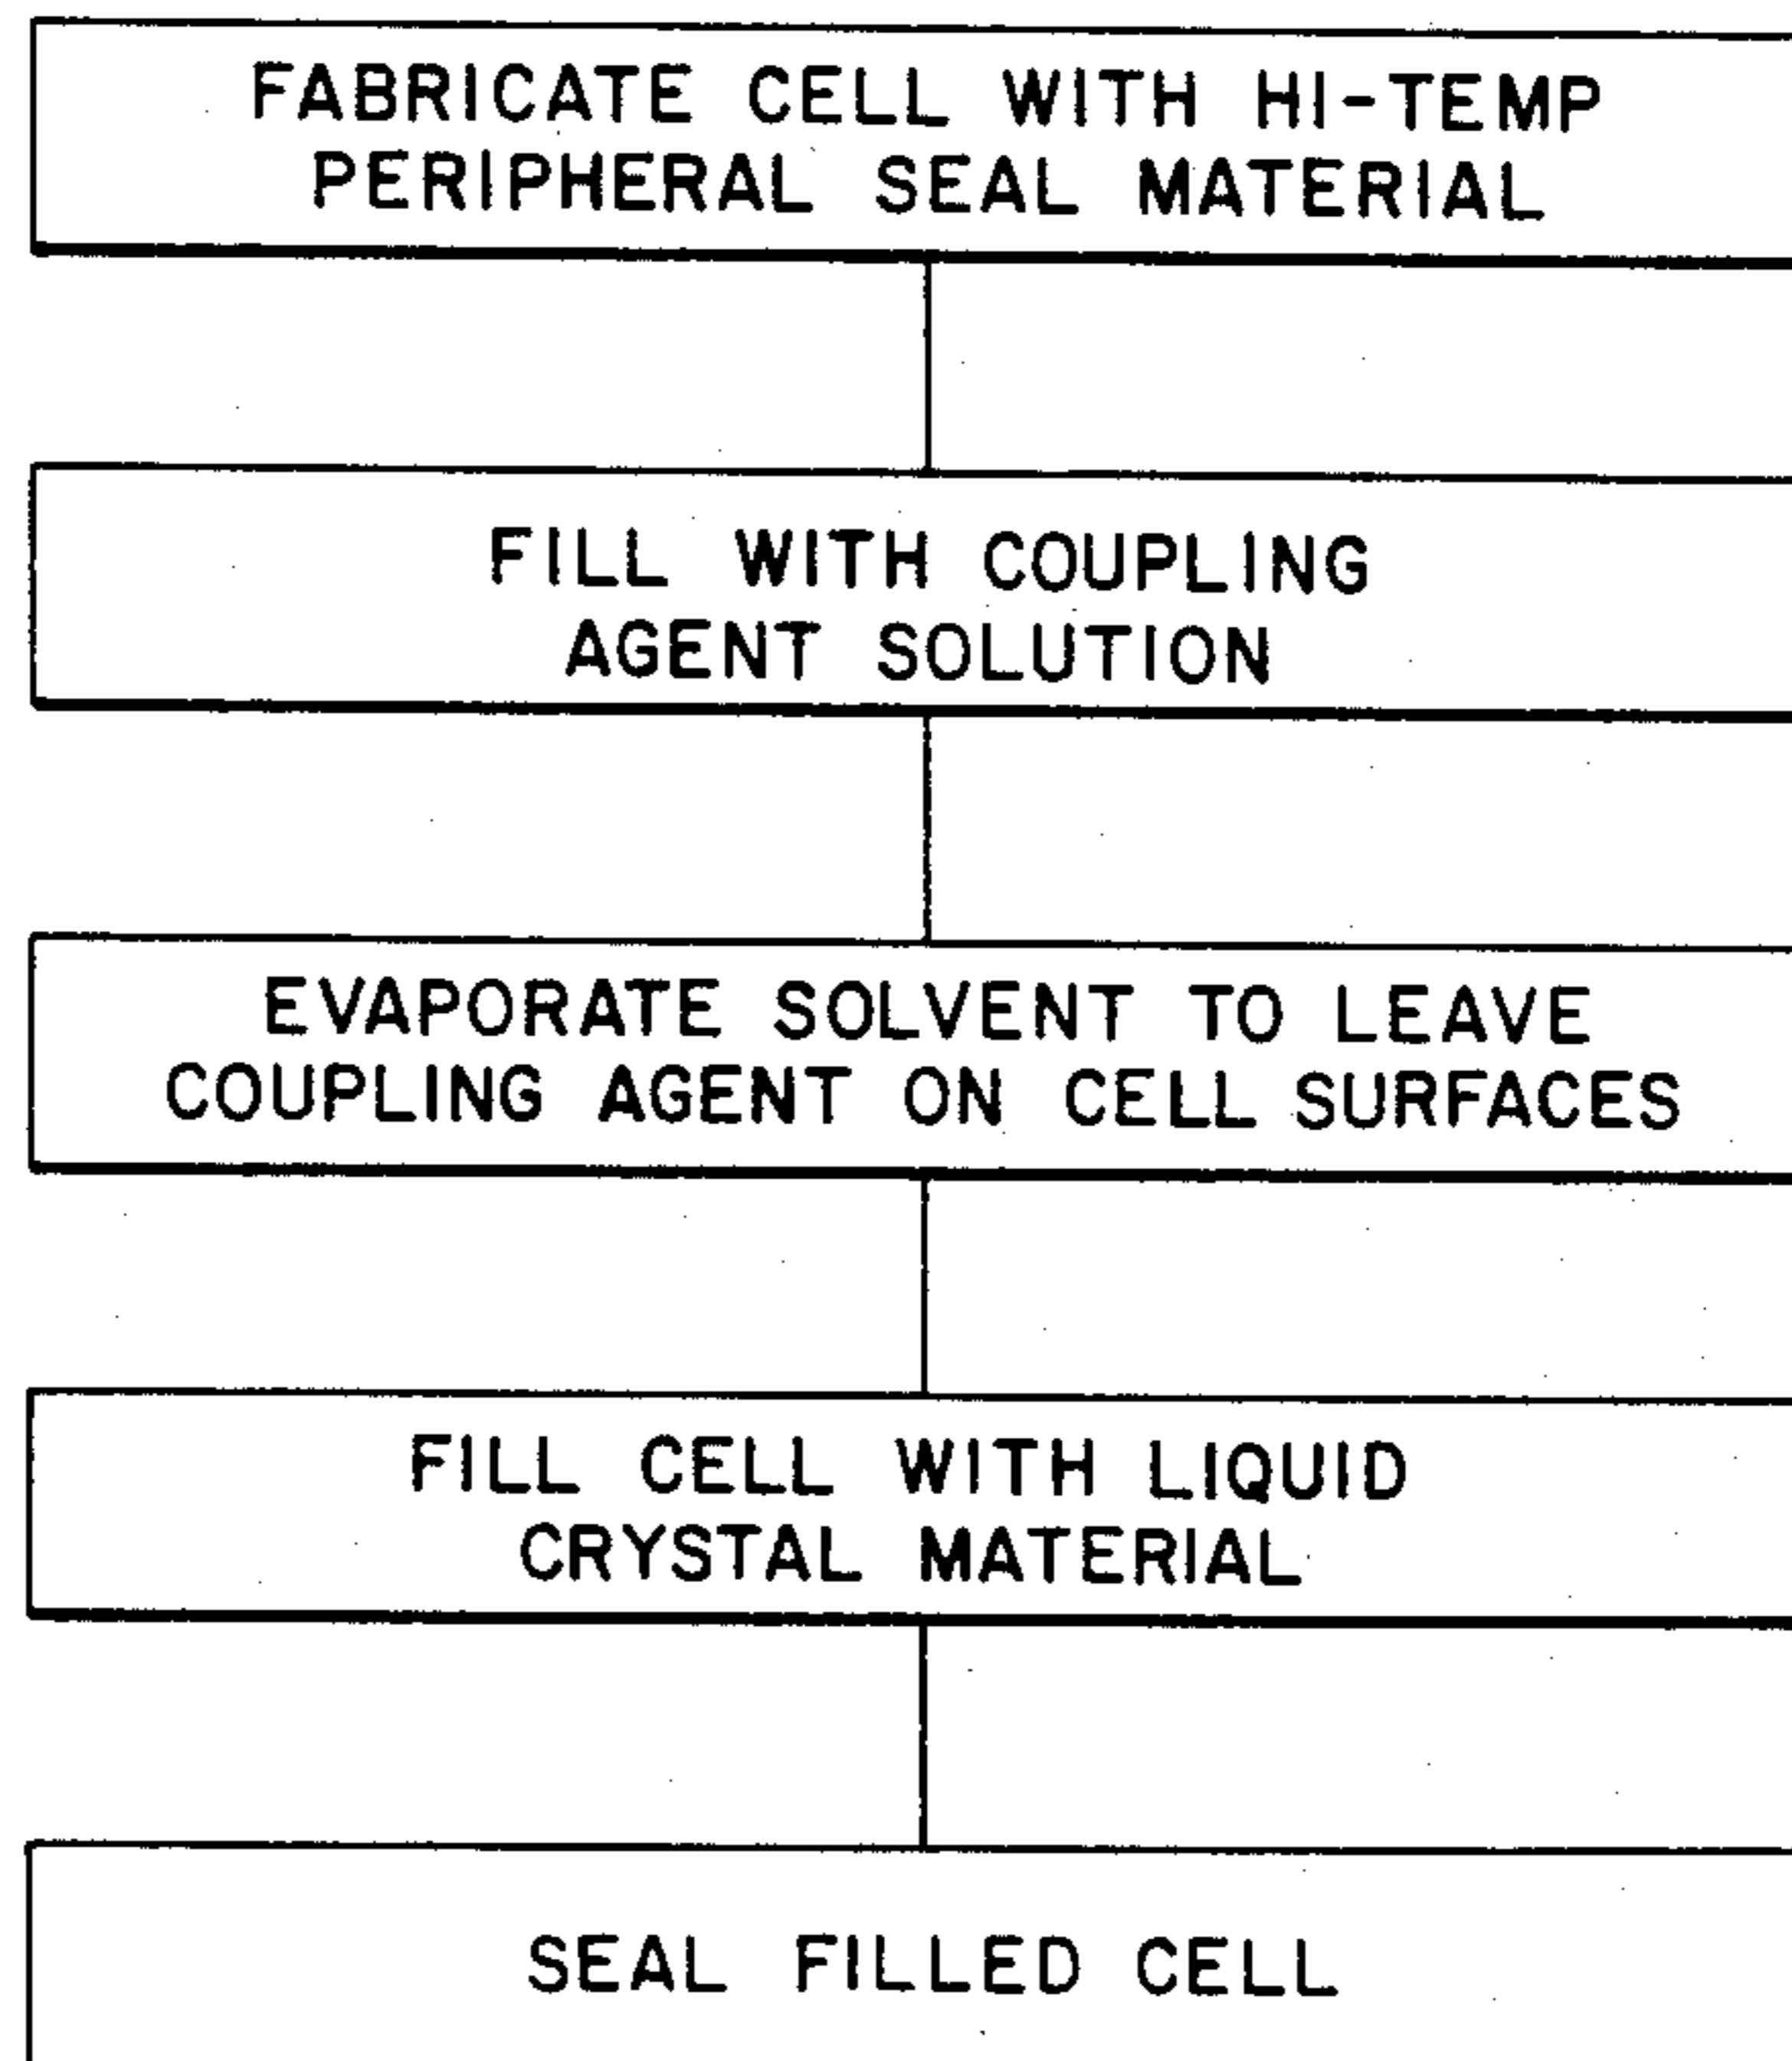 FABRICATE CELL WITH HI-TEMP
PERIPHERAL SEAL MATERIAL
FILL WITH COUPLING
AGENT SOLUTION
EVAPORATE SOLVENT TO LEAVE
COUPLING AGENT ON CELL SURFACES
FILL CELL WITH LIQUID
CRYSTAL MATERIAL
SEAL FILLED CELL